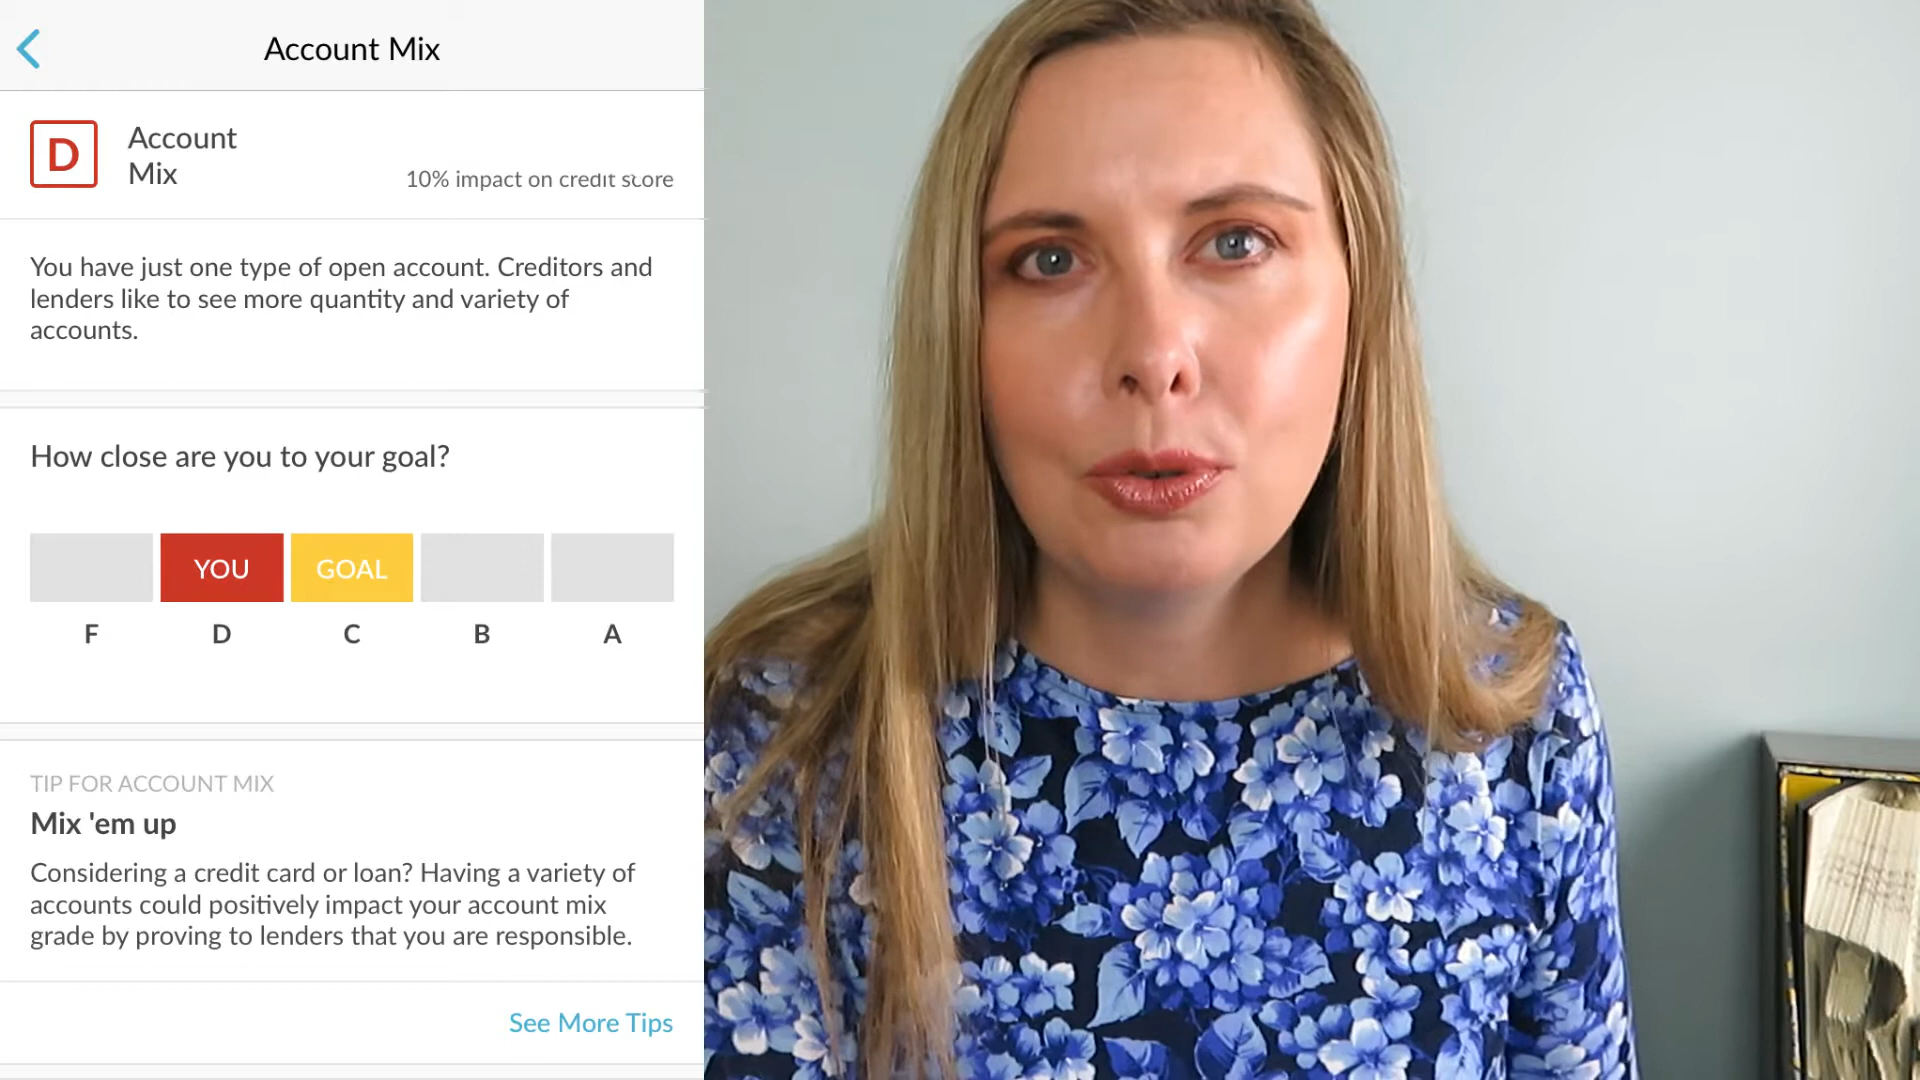 Account Mix
D
Account
Mix
10% impact on credit score
You have just one type of open account. Creditors and
lenders like to see more quantity and variety of
accounts.
How close are you to your goal?
YOU GOAL
F D C B A
TIP FOR ACCOUNT MIX
Mix 'em up
Considering a credit card or loan? Having a variety of
accounts could positively impact your account mix
grade by proving to lenders that you are responsible.
See More Tips